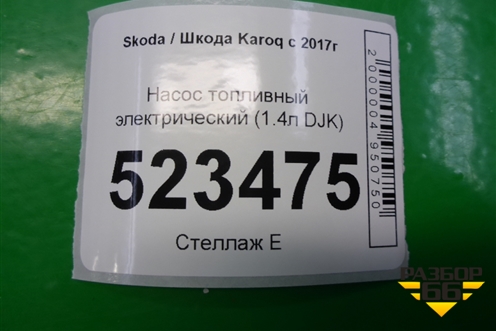 Skoda / Шкода Karoq с 2017г
Насос топливный
электрический (1.4л DJK)
523475
Стеллаж Е
2000004950750
РАЗБОР
66